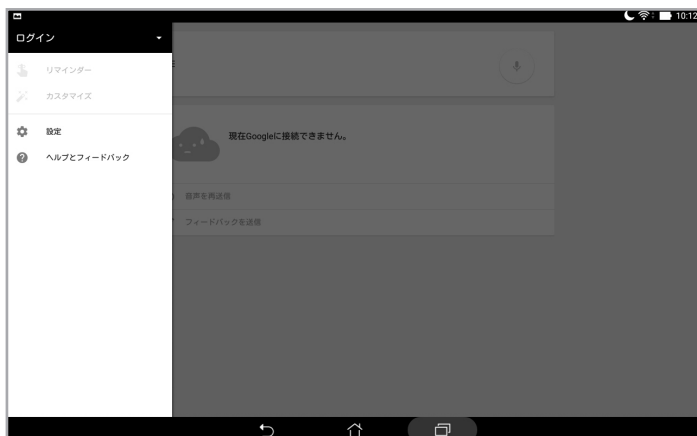 10:12
ログイン
リマインダー
カスタマイズ
設定
ヘルプとフィードバック
現在Googleに接続できません。
音声を再送信
フィードバックを送信